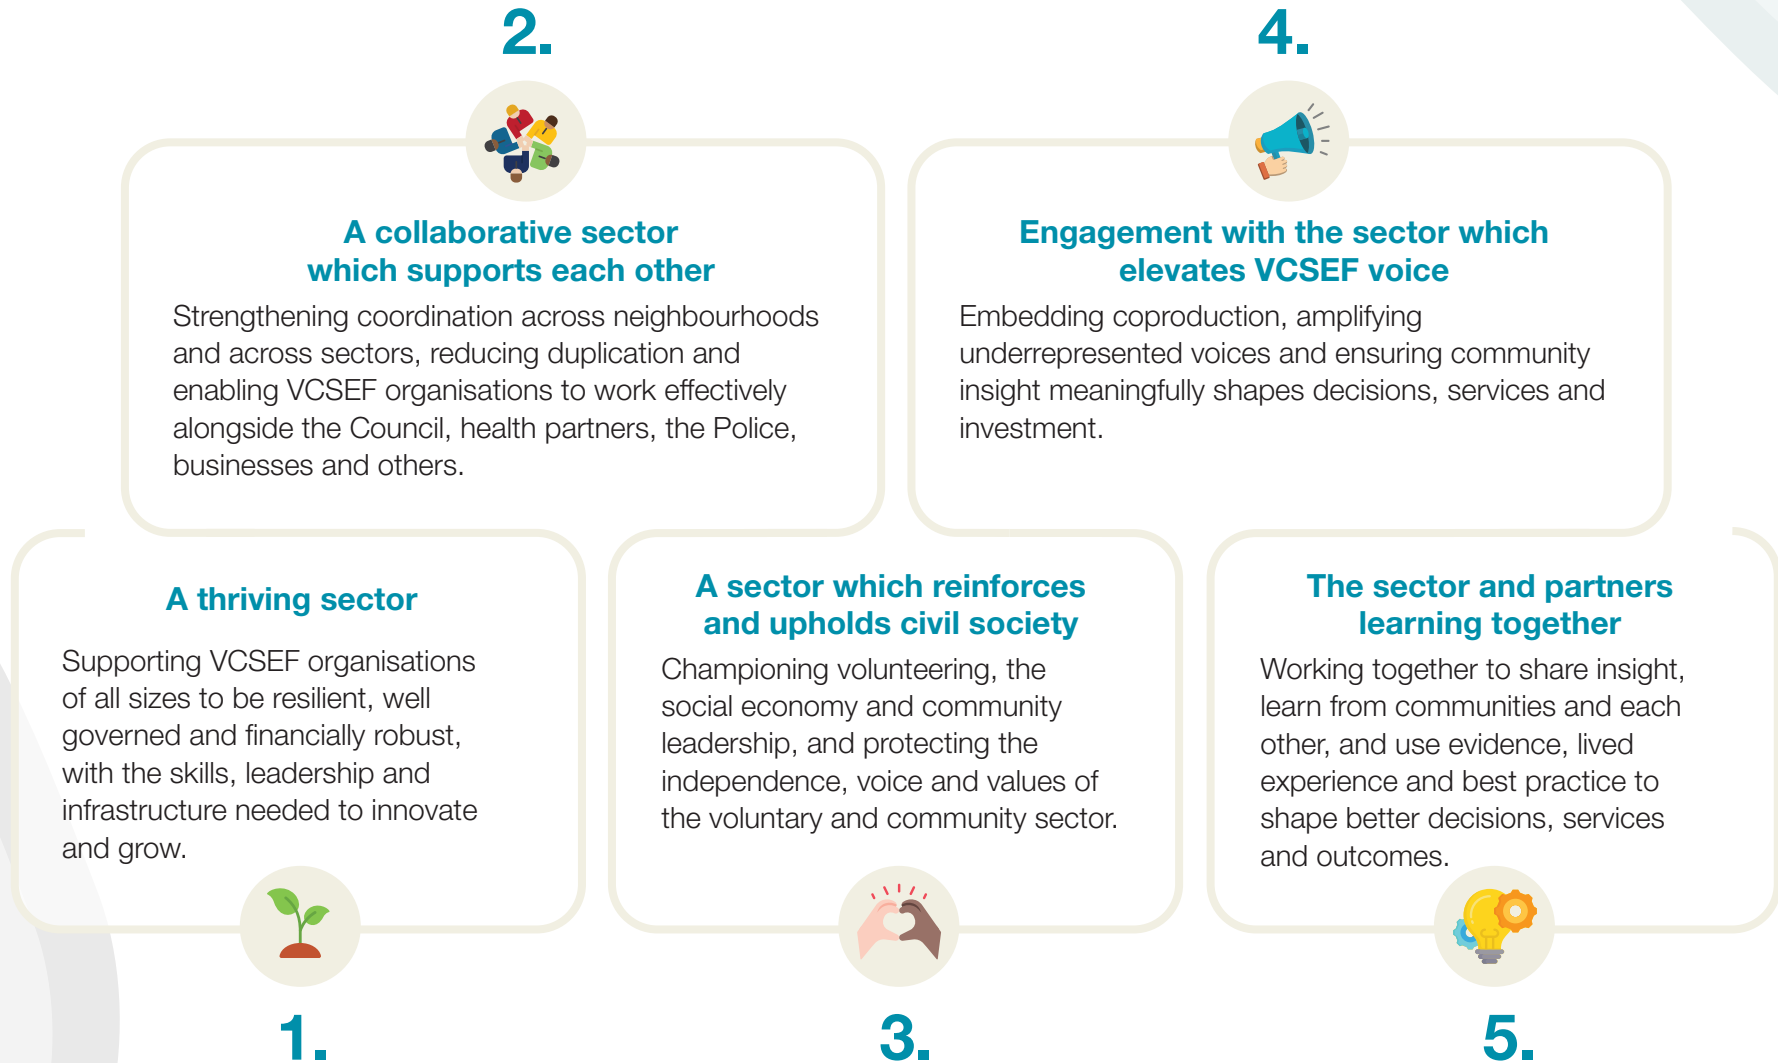 2.
A collaborative sector
which supports each other
Strengthening coordination across neighbourhoods
and across sectors, reducing duplication and
enabling VCSEF organisations to work effectively
alongside the Council, health partners, the Police,
businesses and others.
4.
Engagement with the sector which
elevates VCSEF voice
Embedding coproduction, amplifying
underrepresented voices and ensuring community
insight meaningfully shapes decisions, services and
investment.
A thriving sector
Supporting VCSEF organisations
of all sizes to be resilient, well
governed and financially robust,
with the skills, leadership and
infrastructure needed to innovate
and grow.
1.
A sector which reinforces
and upholds civil society
Championing volunteering, the
social economy and community
leadership, and protecting the
independence, voice and values of
the voluntary and community sector.
3.
The sector and partners
learning together
Working together to share insight,
learn from communities and each
other, and use evidence, lived
experience and best practice to
shape better decisions, services
and outcomes.
5.